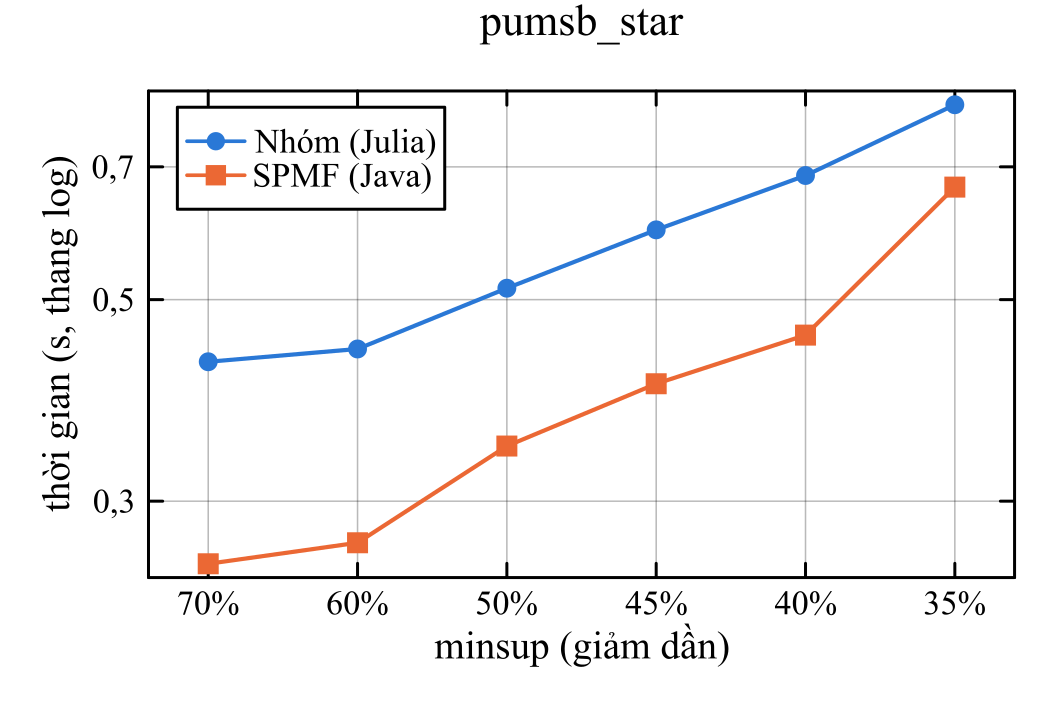 pumsb_star
Nhóm (Julia)
SPMF (Java)
thời gian (s, thang log)
0,7
0,5
0,3
70% 60% 50% 45% 40% 35%
minsup (giảm dần)